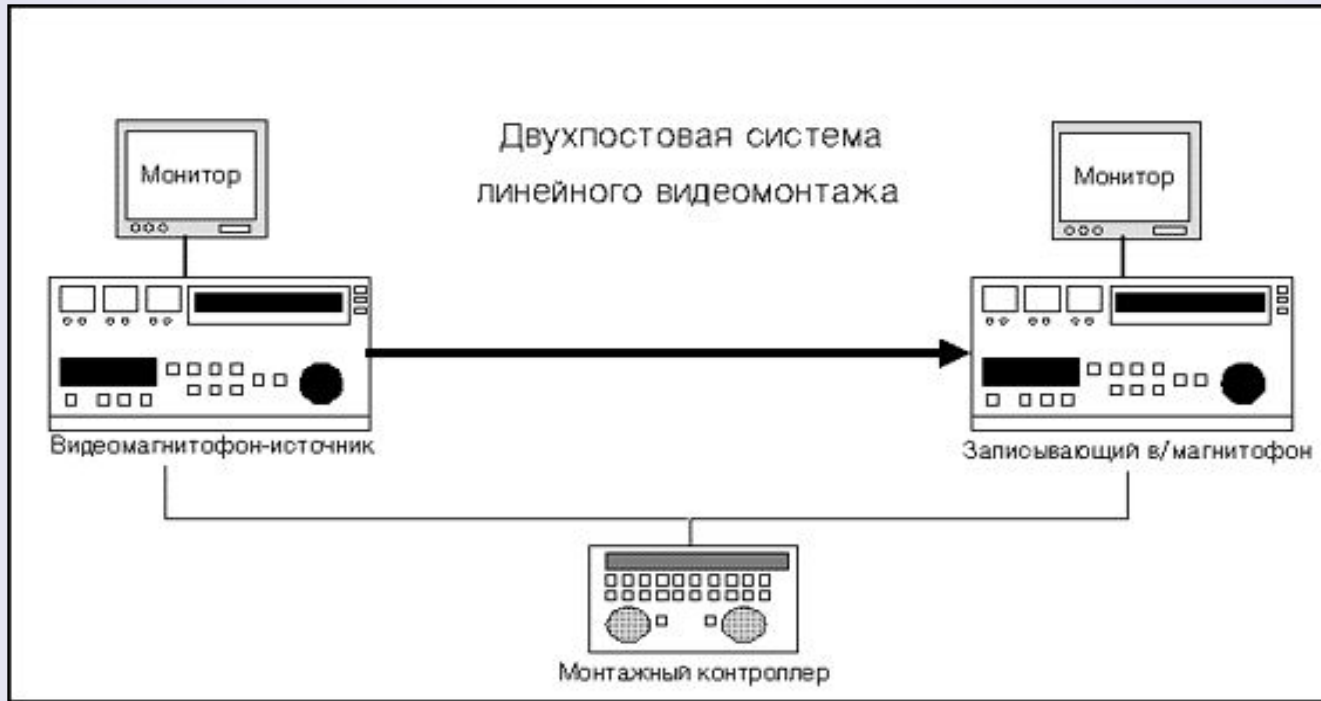 Двухпостовая система
линейного видеомонтажа
Монитор
Монитор
Видеомагнитофон-источник
Записывающий в/магнитофон
Монтажный контроллер